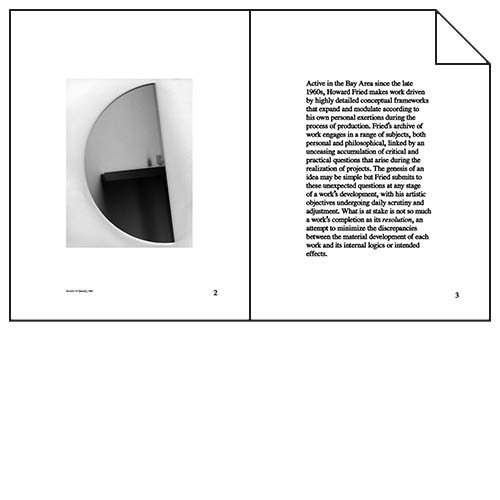 2
Active in the Bay Area since the late
1960s, Howard Fried makes work driven
by highly detailed conceptual frameworks
that expand and modulate according to
his own personal exertions during the
process of production. Fried's archive of
work engages in a range of subjects, both
personal and philosophical, linked by an
unceasing accumulation of critical and
practical questions that arise during the
realization of projects. The genesis of an
idea may be simple but Fried submits to
these unexpected questions at any stage
of a work's development, with his artistic
objectives undergoing daily scrutiny and
adjustment. What is at stake is not so much
a work's completion as its resolution, an
attempt to minimize the discrepancies
between the material development of each
work and its internal logics or intended
effects.
3